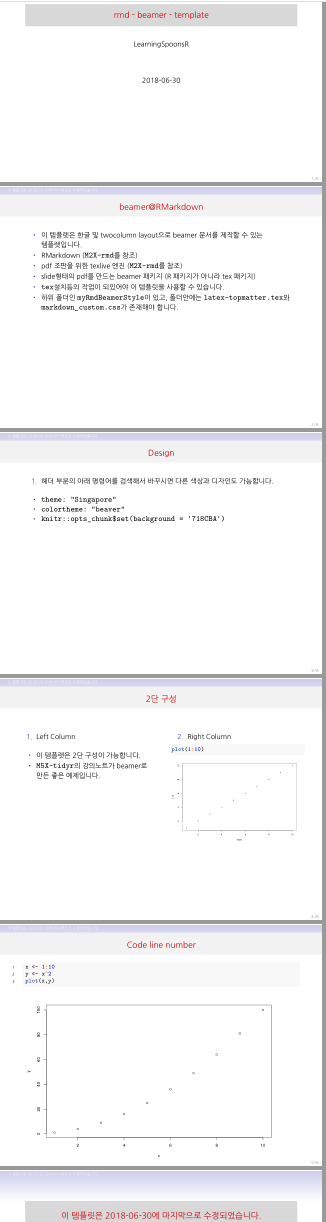 rmd - beamer - template
LearningSpoonsR
2018-06-30
beamer@RMarkdown
• 이 템플릿은 한글 및 twocolumn layout으로 beamer 문서를 제작할 수 있는
템플릿입니다.
• RMarkdown (M2X-rmd를 참조)
• pdf 조판을 위한 texlive 엔진 (M2X-rmd를 참조)
• slide형태의 pdf를 만드는 beamer 패키지 (R 패키지가 아니라 tex 패키지)
• tex설치등의 작업이 되있어야 이 템플릿을 사용할 수 있습니다.
• 하위 폴더인 myRmdBeamerStyle이 있고, 폴더안에는 latex-topmatter.tex와
markdown_custom.css가 존재해야 합니다.
Design
1. 헤더 부분의 아래 명령어를 검색해서 바꾸시면 다른 색상과 디자인도 가능합니다.
• theme: "Singapore"
• colortheme: "beaver"
• knitr::opts_chunk$set(background = '718CBA')
2단 구성
1. Left Column
• 이 템플릿은 2단 구성이 가능합니다.
• M5X-tidyr의 강의노트가 beamer로
만든 좋은 예제입니다.
2. Right Column
plot(1:10)
Code line number
1 x <- 1:10
2 y <- x^2
3 plot(x,y)
100
80
60
40
20
0
y
2 4 6 8 10
x
이 템플릿은 2018-06-30에 마지막으로 수정되었습니다.